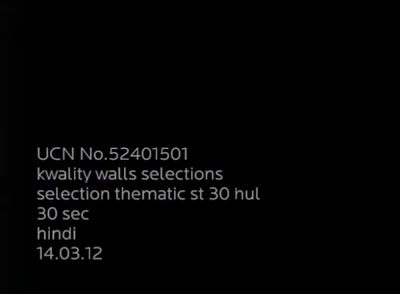 UCN No.52401501
kwality walls selections
selection thematic st 30 hul
30 sec
hindi
14.03.12